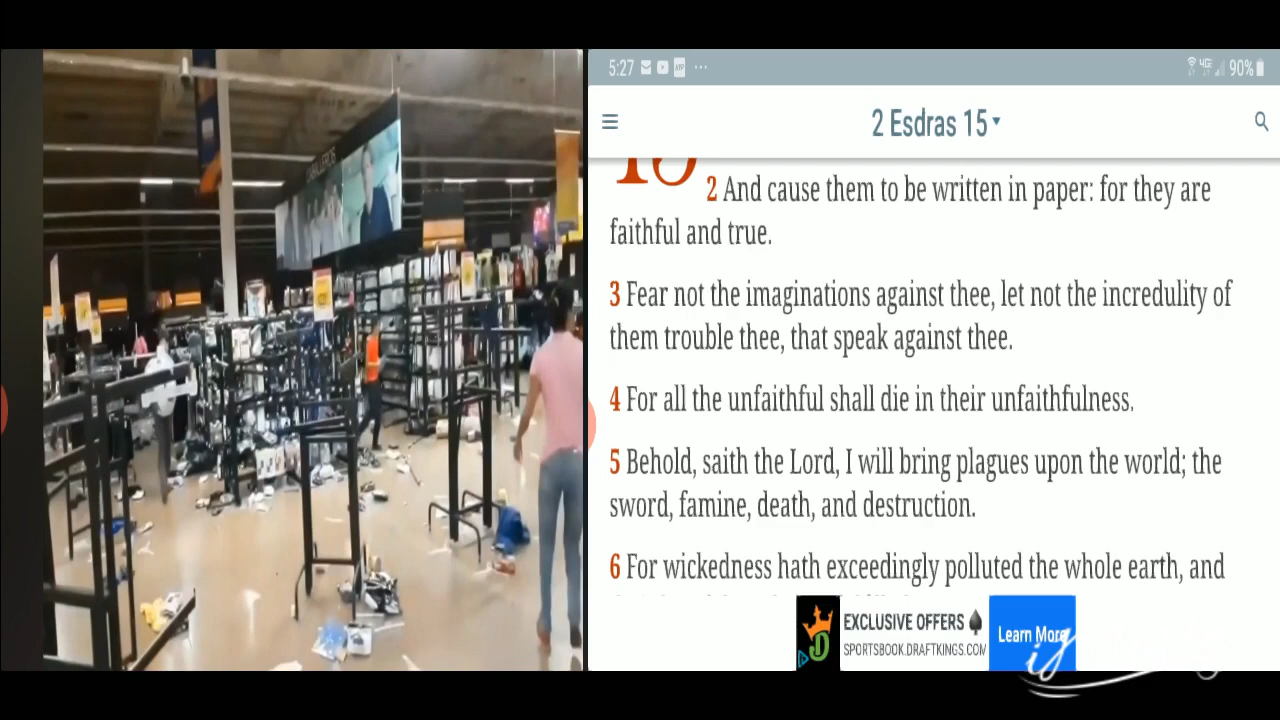 CABALLEROS
5:27
90%
2 Esdras 15
2 And cause them to be written in paper: for they are
faithful and true.
3 Fear not the imaginations against thee, let not the incredulity of
them trouble thee, that speak against thee.
4 For all the unfaithful shall die in their unfaithfulness.
5 Behold, saith the Lord, I will bring plagues upon the world; the
sword, famine, death, and destruction.
6 For wickedness hath exceedingly polluted the whole earth, and
EXCLUSIVE OFFERS
SPORTSBOOK.DRAFTKINGS.COM
Learn More